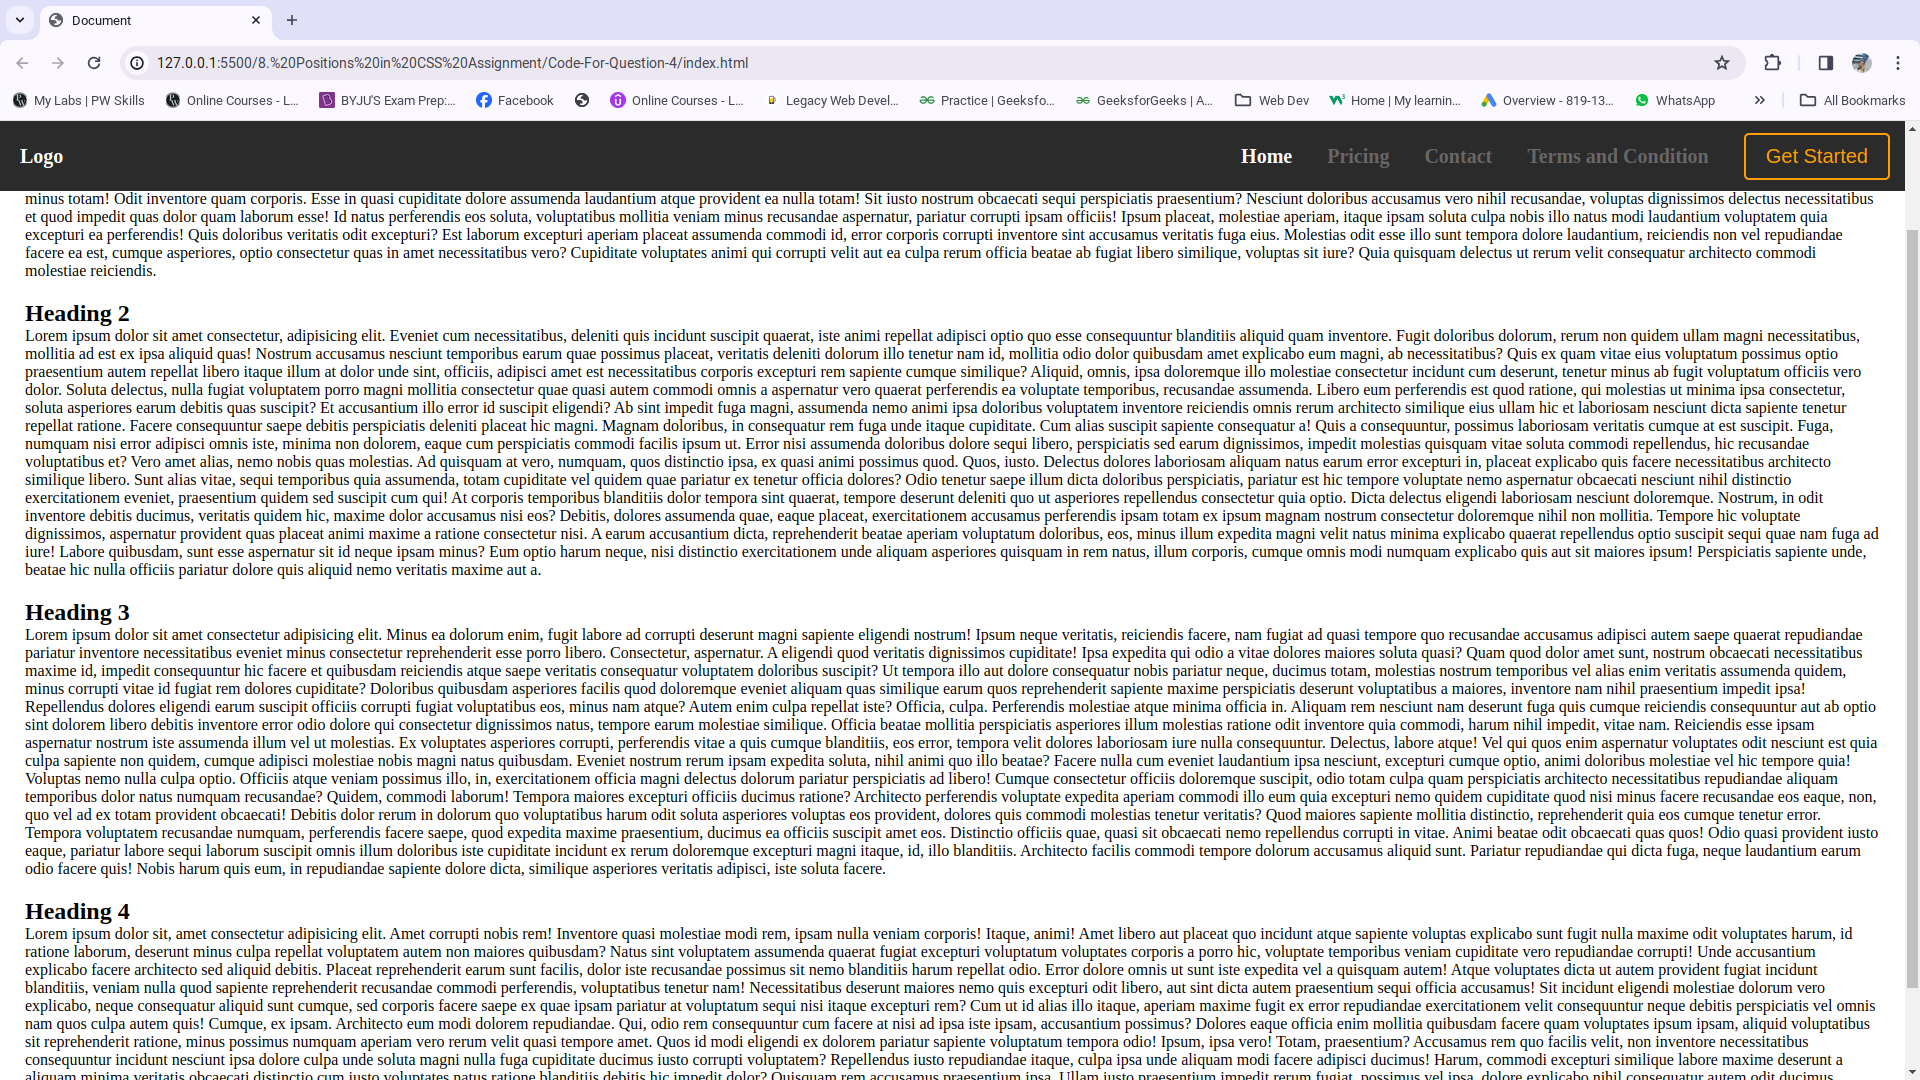 Document
127.0.0.1:5500/8.%20Positions%20in%20CSS%20Assignment/Code-For-Question-4/index.html
My Labs | PW Skills
Online Courses - L...
BYJU'S Exam Prep:...
Facebook
Online Courses - L...
Legacy Web Devel...
Practice | Geeksfo...
GeeksforGeeks | A...
Web Dev
Home | My learnin...
Overview - 819-13...
WhatsApp
All Bookmarks
Logo
Home
Pricing
Contact
Terms and Condition
Get Started
minus totam! Odit inventore quam corporis. Esse in quasi cupiditate dolore assumenda laudantium atque provident ea nulla totam! Sit iusto nostrum obcaecati sequi perspiciatis praesentium? Nesciunt doloribus accusamus vero nihil recusandae, voluptas dignissimos delectus necessitatibus
et quod impedit quas dolor quam laborum esse! Id natus perferendis eos soluta, voluptatibus mollitia veniam minus recusandae aspernatur, pariatur corrupti ipsam officiis! Ipsum placeat, molestiae aperiam, itaque ipsam soluta culpa nobis illo natus modi laudantium voluptatem quia
excepturi ea perferendis! Quis doloribus veritatis odit excepturi? Est laborum excepturi aperiam placeat assumenda commodi id, error corporis corrupti inventore sint accusamus veritatis fuga eius. Molestias odit esse illo sunt tempora dolore laudantium, reiciendis non vel repudiandae
facere ea est, cumque asperiores, optio consectetur quas in amet necessitatibus vero? Cupiditate voluptates animi qui corrupti velit aut ea culpa rerum officia beatae ab fugiat libero similique, voluptas sit iure? Quia quisquam delectus ut rerum velit consequatur architecto commodi
molestiae reiciendis.
Heading 2
Lorem ipsum dolor sit amet consectetur, adipisicing elit. Eveniet cum necessitatibus, deleniti quis incidunt suscipit quaerat, iste animi repellat adipisci optio quo esse consequuntur blanditiis aliquid quam inventore. Fugit doloribus dolorum, rerum non quidem ullam magni necessitatibus,
mollitia ad est ex ipsa aliquid quas! Nostrum accusamus nesciunt temporibus earum quae possimus placeat, veritatis deleniti dolorum illo tenetur nam id, mollitia odio dolor quibusdam amet explicabo eum magni, ab necessitatibus? Quis ex quam vitae eius voluptatum possimus optio
praesentium autem repellat libero itaque illum at dolor unde sint, officiis, adipisci amet est necessitatibus corporis excepturi rem sapiente cumque similique? Aliquid, omnis, ipsa doloremque illo molestiae consectetur incidunt cum deserunt, tenetur minus ab fugit voluptatum officiis vero
dolor. Soluta delectus, nulla fugiat voluptatem porro magni mollitia consectetur quae quasi autem commodi omnis a aspernatur vero quaerat perferendis ea voluptate temporibus, recusandae assumenda. Libero eum perferendis est quod ratione, qui molestias ut minima ipsa consectetur,
soluta asperiores earum debitis quas suscipit? Et accusantium illo error id suscipit eligendi? Ab sint impedit fuga magni, assumenda nemo animi ipsa doloribus voluptatem inventore reiciendis omnis rerum architecto similique eius ullam hic et laboriosam nesciunt dicta sapiente tenetur
repellat ratione. Facere consequuntur saepe debitis perspiciatis deleniti placeat hic magni. Magnam doloribus, in consequatur rem fuga unde itaque cupiditate. Cum alias suscipit sapiente consequatur a! Quis a consequuntur, possimus laboriosam veritatis cumque at est suscipit. Fuga,
numquam nisi error adipisci omnis iste, minima non dolorem, eaque cum perspiciatis commodi facilis ipsum ut. Error nisi assumenda doloribus dolore sequi libero, perspiciatis sed earum dignissimos, impedit molestias quisquam vitae soluta commodi repellendus, hic recusandae
voluptatibus et? Vero amet alias, nemo nobis quas molestias. Ad quisquam at vero, numquam, quos distinctio ipsa, ex quasi animi possimus quod. Quos, iusto. Delectus dolores laboriosam aliquam natus earum error excepturi in, placeat explicabo quis facere necessitatibus architecto
similique libero. Sunt alias vitae, sequi temporibus quia assumenda, totam cupiditate vel quidem quae pariatur ex tenetur officia dolores? Odio tenetur saepe illum dicta doloribus perspiciatis, pariatur est hic tempore voluptate nemo aspernatur obcaecati nesciunt nihil distinctio
exercitationem eveniet, praesentium quidem sed suscipit cum qui! At corporis temporibus blanditiis dolor tempora sint quaerat, tempore deserunt deleniti quo ut asperiores repellendus consectetur quia optio. Dicta delectus eligendi laboriosam nesciunt doloremque. Nostrum, in odit
inventore debitis ducimus, veritatis quidem hic, maxime dolor accusamus nisi eos? Debitis, dolores assumenda quae, eaque placeat, exercitationem accusamus perferendis ipsam totam ex ipsum magnam nostrum consectetur doloremque nihil non mollitia. Tempore hic voluptate
dignissimos, aspernatur provident quas placeat animi maxime a ratione consectetur nisi. A earum accusantium dicta, reprehenderit beatae aperiam voluptatum doloribus, eos, minus illum expedita magni velit natus minima explicabo quaerat repellendus optio suscipit sequi quae nam fuga ad
iure! Labore quibusdam, sunt esse aspernatur sit id neque ipsam minus? Eum optio harum neque, nisi distinctio exercitationem unde aliquam asperiores quisquam in rem natus, illum corporis, cumque omnis modi numquam explicabo quis aut sit maiores ipsum! Perspiciatis sapiente unde,
beatae hic nulla officiis pariatur dolore quis aliquid nemo veritatis maxime aut a.
Heading 3
Lorem ipsum dolor sit amet consectetur adipisicing elit. Minus ea dolorum enim, fugit labore ad corrupti deserunt magni sapiente eligendi nostrum! Ipsum neque veritatis, reiciendis facere, nam fugiat ad quasi tempore quo recusandae accusamus adipisci autem saepe quaerat repudiandae
pariatur inventore necessitatibus eveniet minus consectetur reprehenderit esse porro libero. Consectetur, aspernatur. A eligendi quod veritatis dignissimos cupiditate! Ipsa expedita qui odio a vitae dolores maiores soluta quasi? Quam quod dolor amet sunt, nostrum obcaecati necessitatibus
maxime id, impedit consequuntur hic facere et quibusdam reiciendis atque saepe veritatis consequatur voluptatem doloribus suscipit? Ut tempora illo aut dolore consequatur nobis pariatur neque, ducimus totam, molestias nostrum temporibus vel alias enim veritatis assumenda quidem,
minus corrupti vitae id fugiat rem dolores cupiditate? Doloribus quibusdam asperiores facilis quod doloremque eveniet aliquam quas similique earum quos reprehenderit sapiente maxime perspiciatis deserunt voluptatibus a maiores, inventore nam nihil praesentium impedit ipsa!
Repellendus dolores eligendi earum suscipit officiis corrupti fugiat voluptatibus eos, minus nam atque? Autem enim culpa repellat iste? Officia, culpa. Perferendis molestiae atque minima officia in. Aliquam rem nesciunt nam deserunt fuga quis cumque reiciendis consequuntur aut ab optio
sint dolorem libero debitis inventore error odio dolore qui consectetur dignissimos natus, tempore earum molestiae similique. Officia beatae mollitia perspiciatis asperiores illum molestias ratione odit inventore quia commodi, harum nihil impedit, vitae nam. Reiciendis esse ipsam
aspernatur nostrum iste assumenda illum vel ut molestias. Ex voluptates asperiores corrupti, perferendis vitae a quis cumque blanditiis, eos error, tempora velit dolores laboriosam iure nulla consequuntur. Delectus, labore atque! Vel qui quos enim aspernatur voluptates odit nesciunt est quia
culpa sapiente non quidem, cumque adipisci molestiae nobis magni natus quibusdam. Eveniet nostrum rerum ipsam expedita soluta, nihil animi quo illo beatae? Facere nulla cum eveniet laudantium ipsa nesciunt, excepturi cumque optio, animi doloribus molestiae vel hic tempore quia!
Voluptas nemo nulla culpa optio. Officiis atque veniam possimus illo, in, exercitationem officia magni delectus dolorum pariatur perspiciatis ad libero! Cumque consectetur officiis doloremque suscipit, odio totam culpa quam perspiciatis architecto necessitatibus repudiandae aliquam
temporibus dolor natus numquam recusandae? Quidem, commodi laborum! Tempora maiores excepturi officiis ducimus ratione? Architecto perferendis voluptate expedita aperiam commodi illo eum quia excepturi nemo quidem cupiditate quod nisi minus facere recusandae eos eaque, non,
quo vel ad ex totam provident obcaecati! Debitis dolor rerum in dolorum quo voluptatibus harum odit soluta asperiores voluptas eos provident, dolores quis commodi molestias tenetur veritatis? Quod maiores sapiente mollitia distinctio, reprehenderit quia eos cumque tenetur error.
Tempora voluptatem recusandae numquam, perferendis facere saepe, quod expedita maxime praesentium, ducimus ea officiis suscipit amet eos. Distinctio officiis quae, quasi sit obcaecati nemo repellendus corrupti in vitae. Animi beatae odit obcaecati quas quos! Odio quasi provident iusto
eaque, pariatur labore sequi laborum suscipit omnis illum doloribus iste cupiditate incidunt ex rerum doloremque excepturi magni itaque, id, illo blanditiis. Architecto facilis commodi tempore dolorum accusamus aliquid sunt. Pariatur repudiandae qui dicta fuga, neque laudantium earum
odio facere quis! Nobis harum quis eum, in repudiandae sapiente dolore dicta, similique asperiores veritatis adipisci, iste soluta facere.
Heading 4
Lorem ipsum dolor sit, amet consectetur adipisicing elit. Amet corrupti nobis rem! Inventore quasi molestiae modi rem, ipsam nulla veniam corporis! Itaque, animi! Amet libero aut placeat quo incidunt atque sapiente voluptas explicabo sunt fugit nulla maxime odit voluptates harum, id
ratione laborum, deserunt minus culpa repellat voluptatem autem non maiores quibusdam? Natus sint voluptatem assumenda quaerat fugiat excepturi voluptatum voluptates corporis a porro hic, voluptate temporibus veniam cupiditate vero repudiandae corrupti! Unde accusantium
explicabo facere architecto sed aliquid debitis. Placeat reprehenderit earum sunt facilis, dolor iste recusandae possimus sit nemo blanditiis harum repellat odio. Error dolore omnis ut sunt iste expedita vel a quisquam autem! Atque voluptates dicta ut autem provident fugiat incidunt
blanditiis, veniam nulla quod sapiente reprehenderit recusandae commodi perferendis, voluptatibus tenetur nam! Necessitatibus deserunt maiores nemo quis excepturi odit libero, aut sint dicta autem praesentium sequi officia accusamus! Sit incidunt eligendi molestiae dolorum vero
explicabo, neque consequatur aliquid sunt cumque, sed corporis facere saepe ex quae ipsam pariatur at voluptatum sequi nisi itaque excepturi rem? Cum ut id alias illo itaque, aperiam maxime fugit ex error repudiandae exercitationem velit consequuntur neque debitis perspiciatis vel omnis
nam quos culpa autem quis! Cumque, ex ipsam. Architecto eum modi dolorem repudiandae. Qui, odio rem consequuntur cum facere at nisi ad ipsa iste ipsam, accusantium possimus? Dolores eaque officia enim mollitia quibusdam facere quam voluptates ipsum ipsam, aliquid voluptatibus
sit reprehenderit ratione, minus possimus numquam aperiam vero rerum velit quasi tempore amet. Quos id modi eligendi ex dolorem pariatur sapiente voluptatum tempora odio! Ipsum, ipsa vero! Totam, praesentium? Accusamus rem quo facilis velit, non inventore necessitatibus
consequuntur incidunt nesciunt ipsa dolore culpa unde soluta magni nulla fuga cupiditate ducimus iusto corrupti voluptatem? Repellendus iusto repudiandae itaque, culpa ipsa unde aliquam modi facere adipisci ducimus! Harum, commodi excepturi similique labore maxime deserunt a
aliquam minima veritatis obcaecati distinctio cum iusto voluptates natus ratione blanditiis debitis hic impedit dolor? Quisquam rem accusamus praesentium ipsa. Ullam iusto reprehenderit rerum fugiat, possimus vel ipsa, dolorem consequatur autem odit ducimus